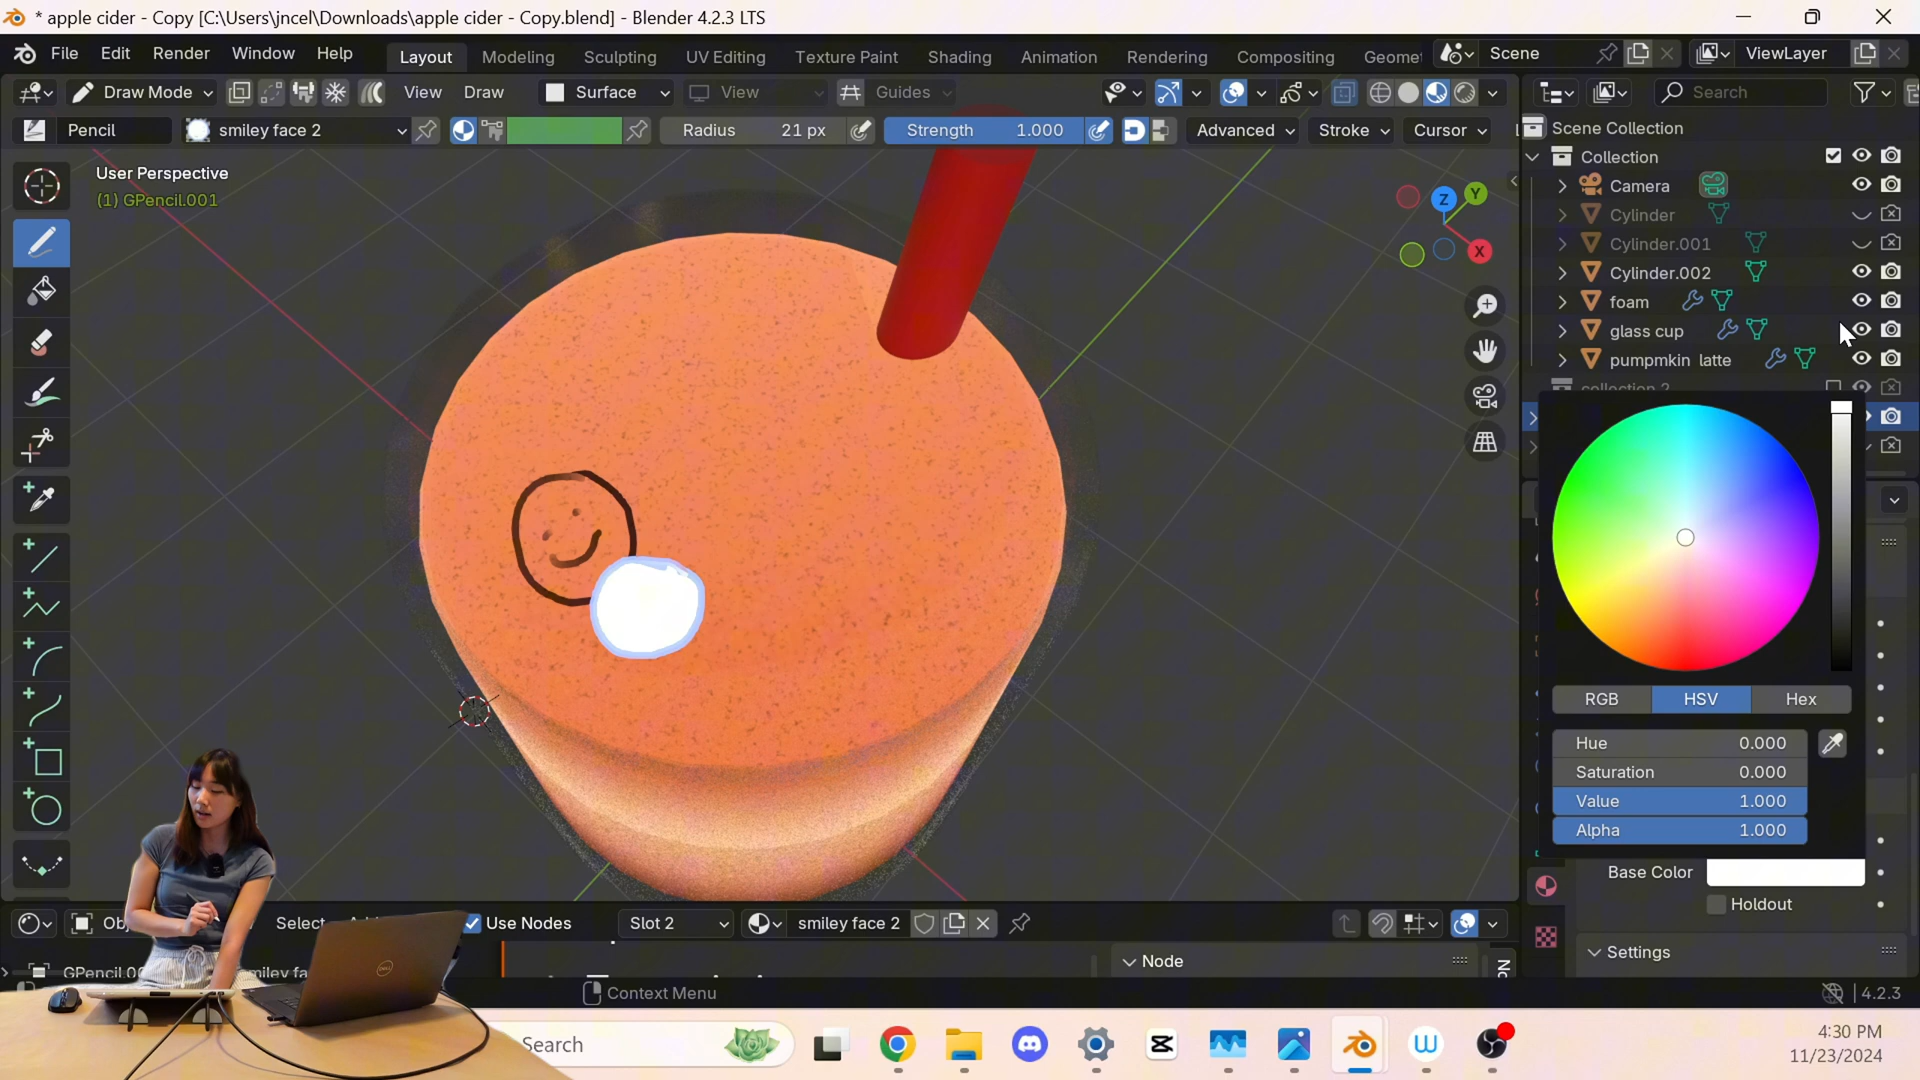 * apple cider - Copy [C:\Users\jncel\Downloads\apple cider - Copy.blend] - Blender 4.2.3 LTS
File Edit Render Window Help Layout Modeling Sculpting UV Editing Texture Paint Shading Animation Rendering Compositing Geomet Scene ViewLayer
Draw Mode View Draw Surface View Guides Search
Pencil smiley face 2 Radius 21 px Strength 1.000 Advanced Stroke Cursor
User Perspective
(1) GPencil.001
Z Y X
Scene Collection
Collection
Camera
Cylinder
Cylinder.001
Cylinder.002
foam
glass cup
pumpmkin latte
collection 2
RGB HSV Hex
Hue 0.000
Saturation 0.000
Value 1.000
Alpha 1.000
Base Color
Holdout
Settings
Select Use Nodes Slot 2 smiley face 2
Node
GPencil.00 miley fa
Context Menu
4.2.3
Search
4:30 PM
11/23/2024